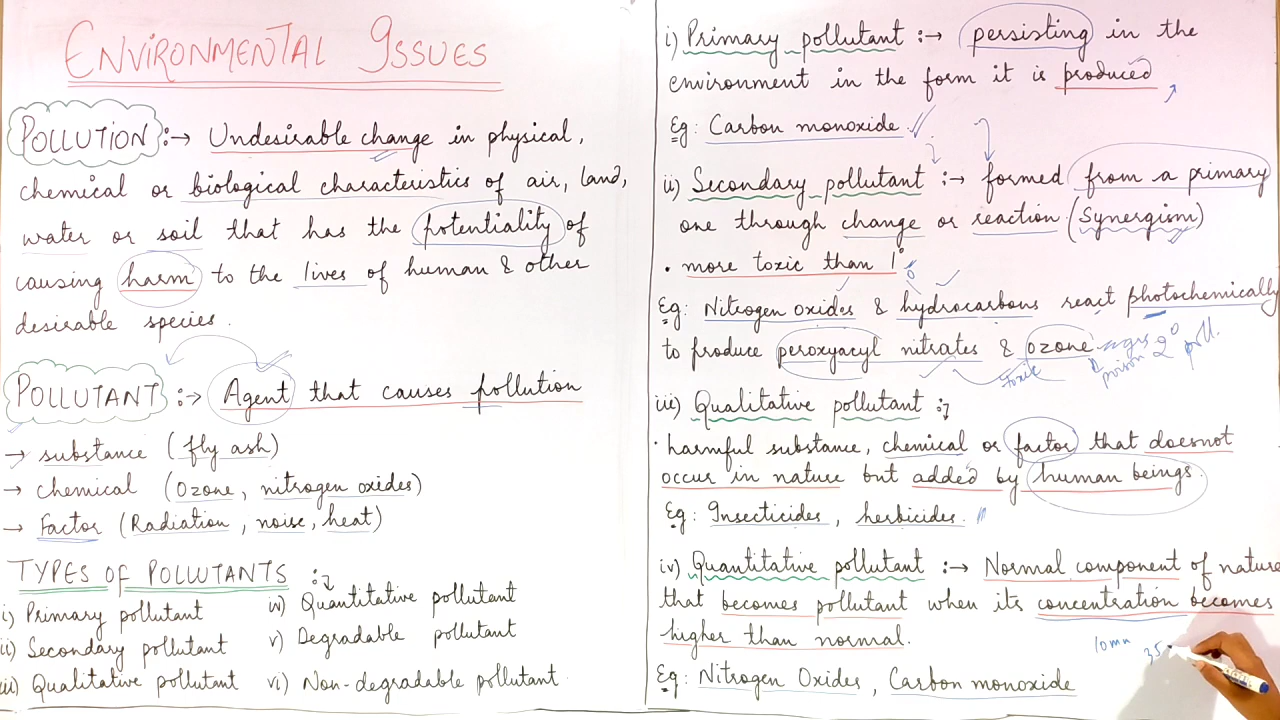 ENVIRONMENTAL ISSUES
POLLUTION :→ Undesirable change in physical,
chemical or biological characteristics of air, land,
water or soil that has the potentiality of
causing harm to the lives of human & other
desirable species.
POLLUTANT :→ Agent that causes pollution
→ substance (fly ash)
→ Chemical (Ozone, nitrogen oxides)
→ Factor (Radiation, noise, heat)
TYPES OF POLLUTANTS :↴
i) Primary pollutant
ii) Secondary pollutant
iii) Qualitative pollutant
iv) Quantitative pollutant
v) Degradable pollutant
vi) Non-degradable pollutant
i) Primary pollutant :→ persisting in the
environment in the form it is produced
Eg: Carbon monoxide.
ii) Secondary pollutant :→ formed from a primary
one through change or reaction. (Synergism)
• more toxic than 1°
Eg: Nitrogen oxides & hydrocarbons react photochemically
to produce peroxyacyl nitrates & ozone
toxic
poison 2° poll.
iii) Qualitative pollutant :↴
• harmful substance, chemical or factor that doesnot
occur in nature but added by human beings.
Eg: Insecticides, herbicides.
iv) Quantitative pollutant :→ Normal component of nature
that becomes pollutant when its concentration becomes
higher than normal.
10mn
35
Eg: Nitrogen Oxides, Carbon monoxide